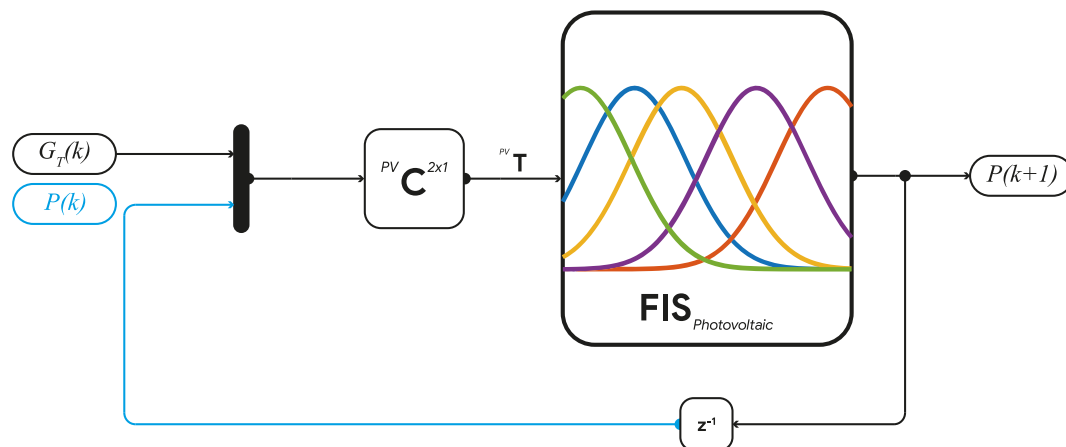 G_T(k)
P(k)
PV C 2x1
PV T
FIS Photovoltaic
P(k+1)
z⁻¹